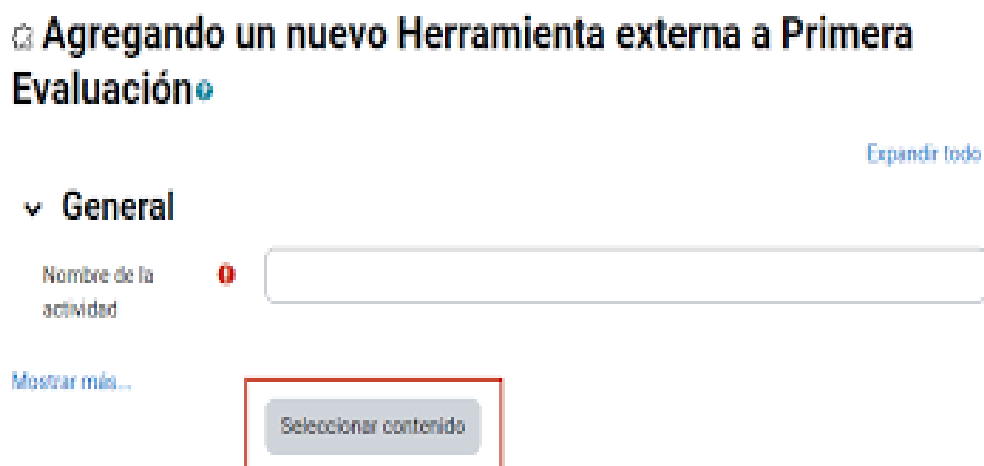 Agregando un nuevo Herramienta externa a Primera
Evaluación
Expandir todo
General
Nombre de la
actividad
Mostrar más...
Seleccionar contenido